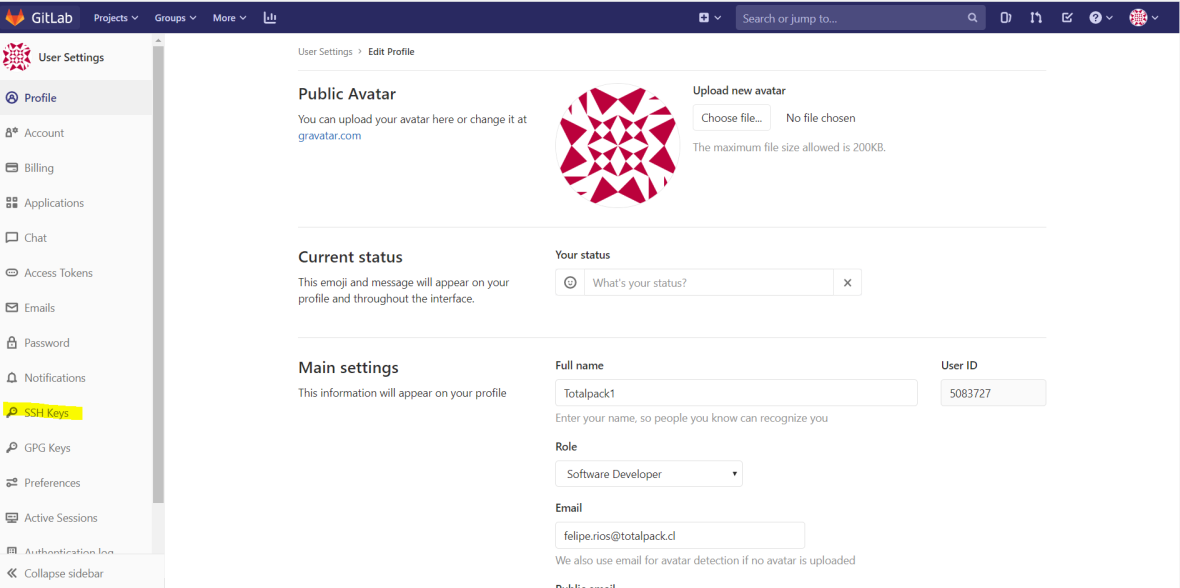 GitLab
Projects
Groups
More
Search or jump to...
User Settings
Profile
Account
Billing
Applications
Chat
Access Tokens
Emails
Password
Notifications
SSH Keys
GPG Keys
Preferences
Active Sessions
Authentication log
Collapse sidebar
User Settings > Edit Profile
Public Avatar
You can upload your avatar here or change it at
gravatar.com
Upload new avatar
Choose file... No file chosen
The maximum file size allowed is 200KB.
Current status
This emoji and message will appear on your
profile and throughout the interface.
Your status
What's your status?
Main settings
This information will appear on your profile
Full name
Totalpack1
Enter your name, so people you know can recognize you
User ID
5083727
Role
Software Developer
Email
felipe.rios@totalpack.cl
We also use email for avatar detection if no avatar is uploaded
Public email